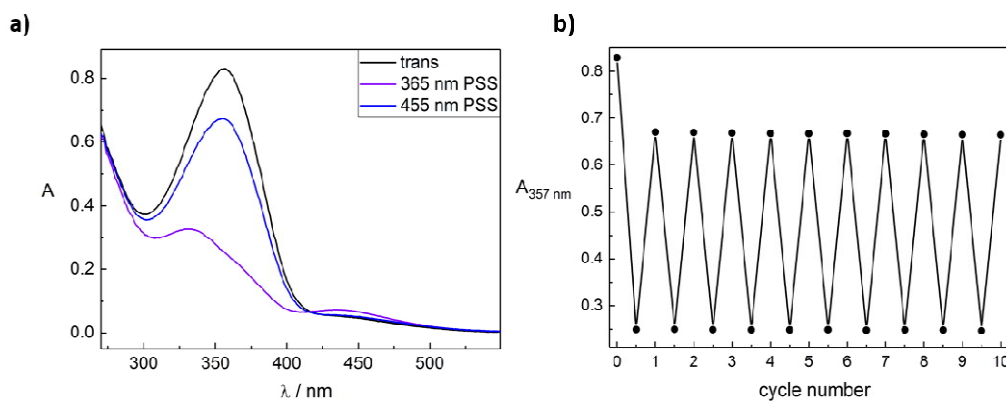 a)
b)
trans
365 nm PSS
455 nm PSS
0.8
0.6
0.4
0.2
0.0
A
300
350
400
450
500
λ / nm
0.8
0.7
0.6
0.5
0.4
0.3
A357 nm
0 1 2 3 4 5 6 7 8 9 10
cycle number